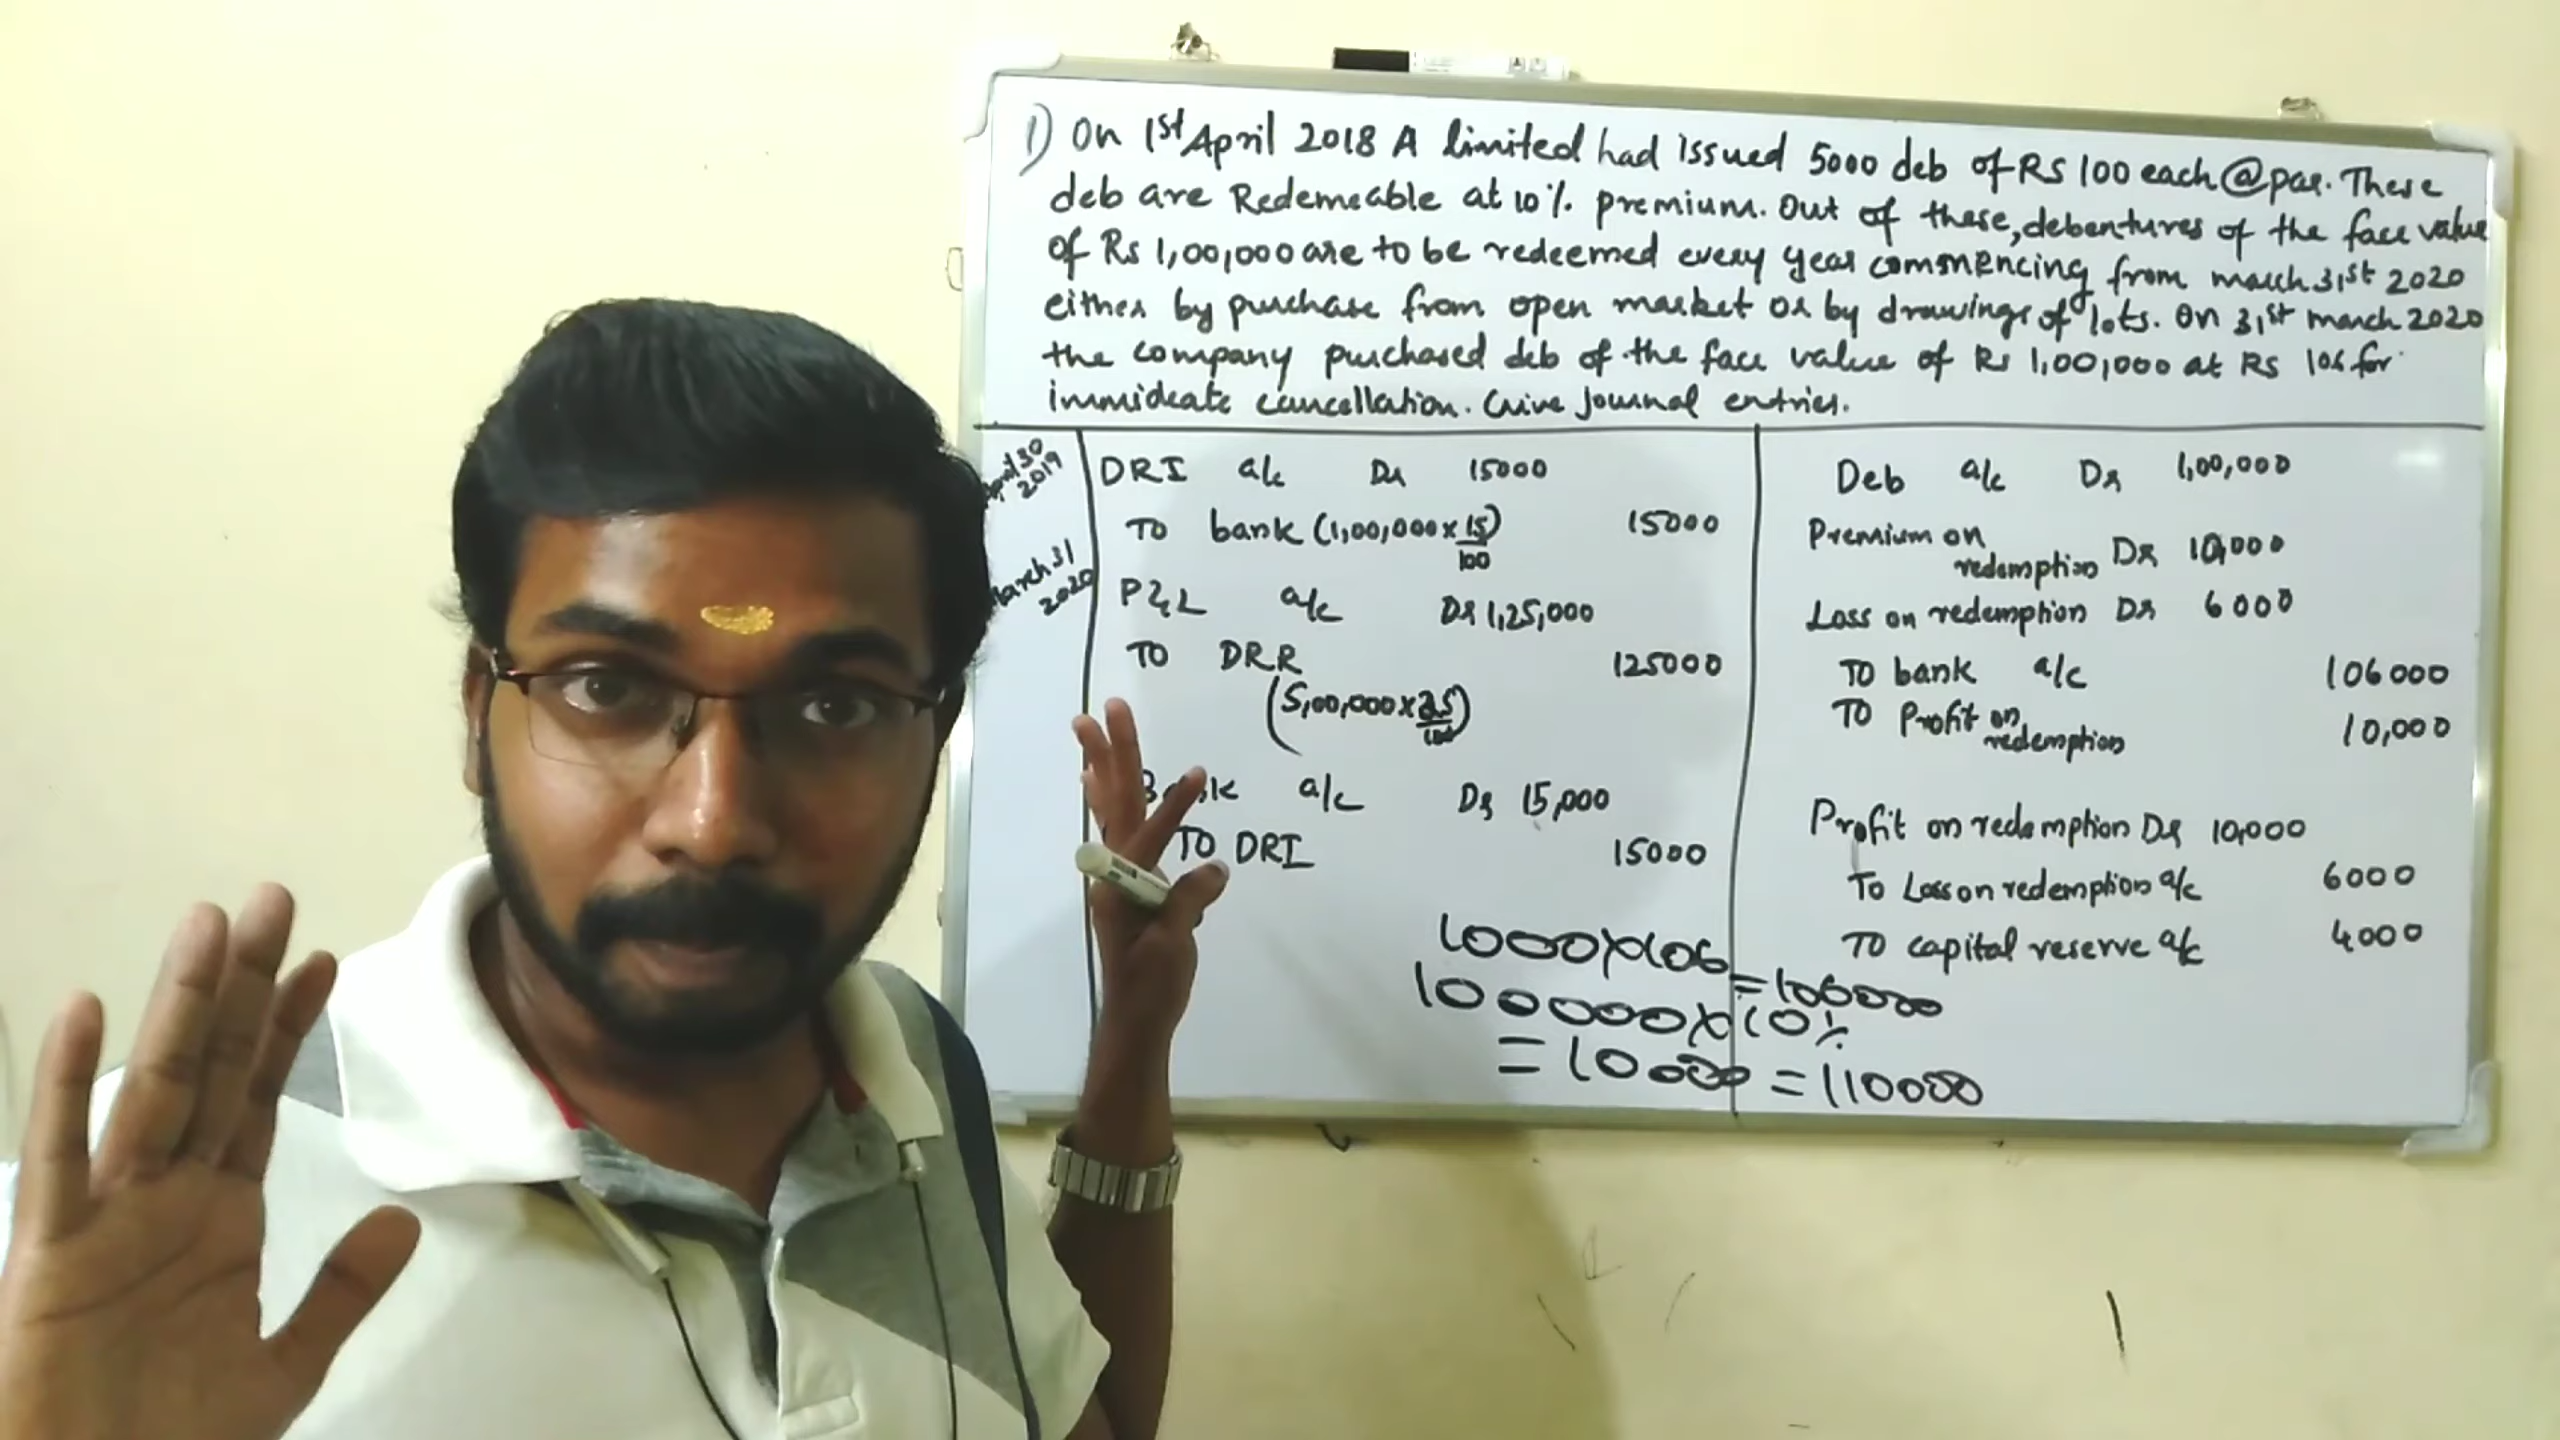 1) On 1st April 2018 A limited had issued 5000 deb of RS 100 each @ par. These
deb are Redemeable at 10% premium. Out of these, debentures of the face value
of Rs 1,00,000 are to be redeemed every year commencing from march 31st 2020
either by purchase from open market or by drawings of lots. On 31st march 2020
the company purchased deb of the face value of Rs 1,00,000 at RS 106 for
immideate cancellation. Give Journal entries.
April 30
2019
DRI a/c Dr 15000
TO bank (1,00,000 x 15/100) 15000
March 31
2020
P&L a/c Dr 1,25,000
TO DRR 125000
(5,00,000 x 25/100)
a/c Dr 15,000
TO DRI 15000
Deb a/c Dr 1,00,000
Premium on
redemption Dr 10,000
Loss on redemption Dr 6000
TO bank a/c 106000
TO Profit on
redemption 10,000
Profit on redemption Dr 10,000
To Loss on redemption a/c 6000
TO capital reserve a/c 4000
1000x106 = 106000
100000x10%
= 10000 = 110000